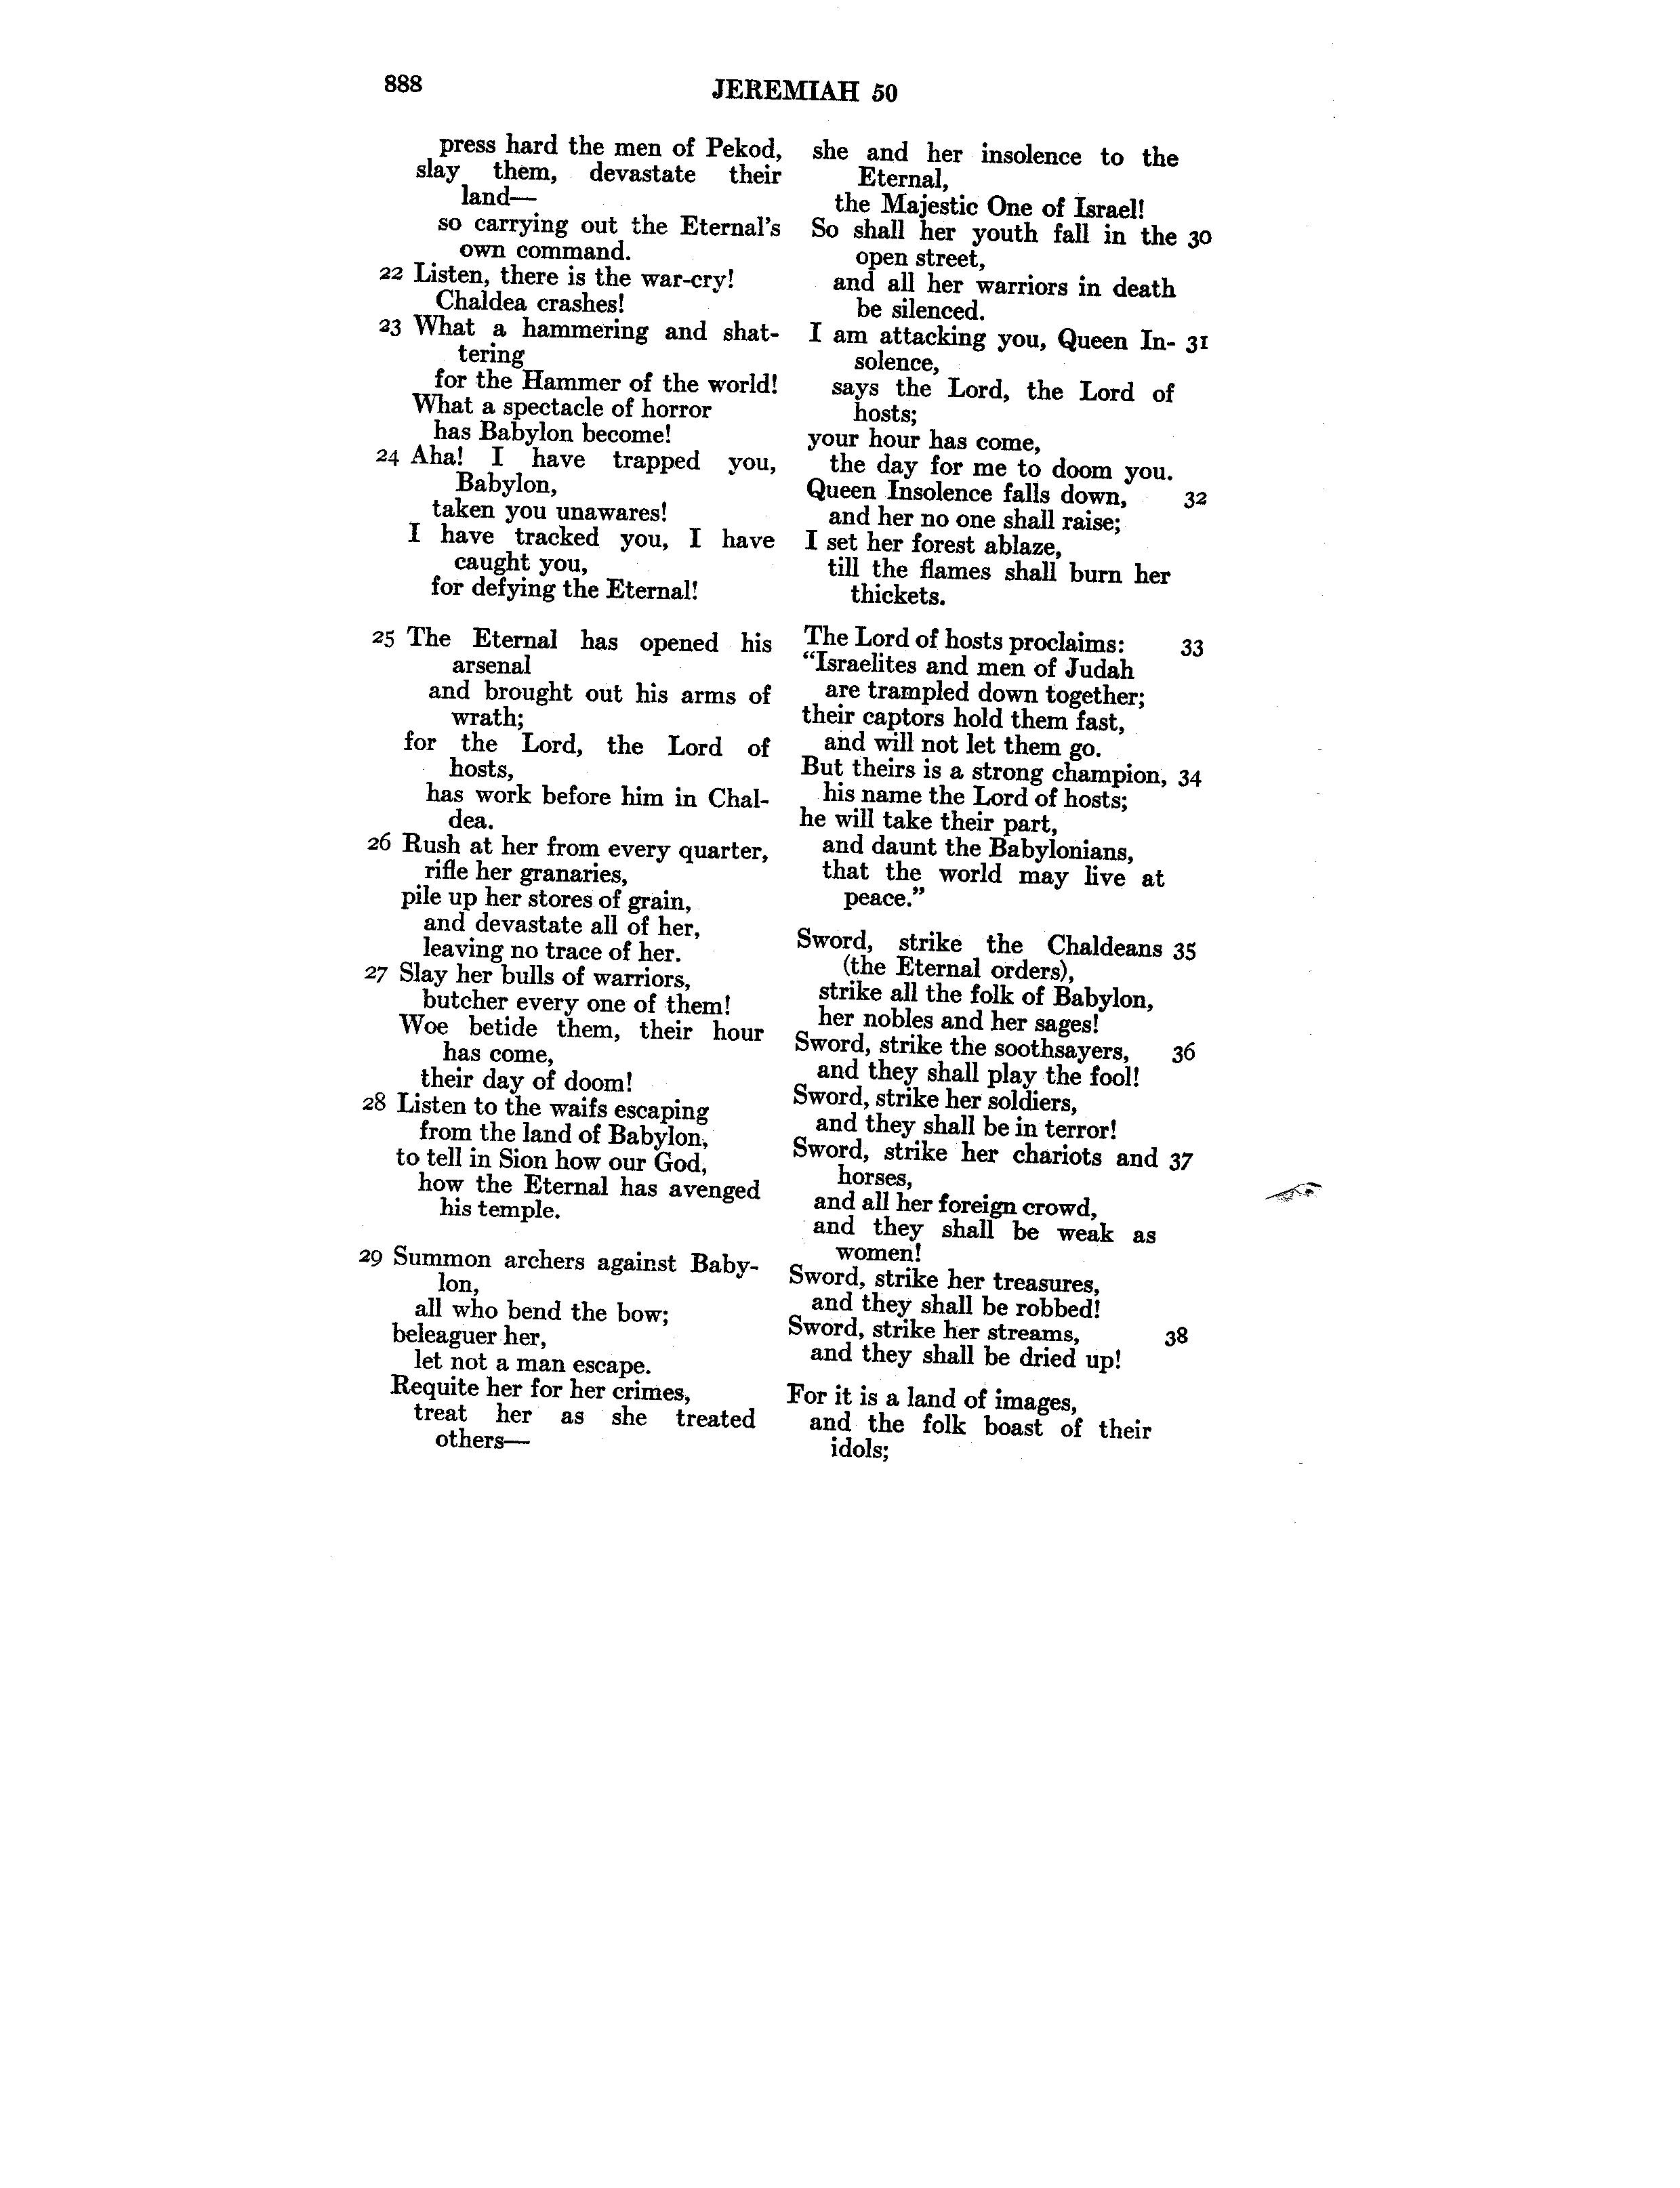 888
JEREMIAH 50
press hard the men of Pekod,
slay them, devastate their
land—
so carrying out the Eternal's
own command.
22 Listen, there is the war-cry!
Chaldea crashes!
23 What a hammering and shat-
tering
for the Hammer of the world!
What a spectacle of horror
has Babylon become!
24 Aha! I have trapped you,
Babylon,
taken you unawares!
I have tracked you, I have
caught you,
for defying the Eternal!
25 The Eternal has opened his
arsenal
and brought out his arms of
wrath;
for the Lord, the Lord of
hosts,
has work before him in Chal-
dea.
26 Rush at her from every quarter,
rifle her granaries,
pile up her stores of grain,
and devastate all of her,
leaving no trace of her.
27 Slay her bulls of warriors,
butcher every one of them!
Woe betide them, their hour
has come,
their day of doom!
28 Listen to the waifs escaping
from the land of Babylon,
to tell in Sion how our God,
how the Eternal has avenged
his temple.
29 Summon archers against Baby-
lon,
all who bend the bow;
beleaguer her,
let not a man escape.
Requite her for her crimes,
treat her as she treated
others—
she and her insolence to the
Eternal,
the Majestic One of Israel!
So shall her youth fall in the 30
open street,
and all her warriors in death
be silenced.
I am attacking you, Queen In- 31
solence,
says the Lord, the Lord of
hosts;
your hour has come,
the day for me to doom you.
Queen Insolence falls down, 32
and her no one shall raise;
I set her forest ablaze,
till the flames shall burn her
thickets.
The Lord of hosts proclaims: 33
“Israelites and men of Judah
are trampled down together;
their captors hold them fast,
and will not let them go.
But theirs is a strong champion, 34
his name the Lord of hosts;
he will take their part,
and daunt the Babylonians,
that the world may live at
peace.”
Sword, strike the Chaldeans 35
(the Eternal orders),
strike all the folk of Babylon,
her nobles and her sages!
Sword, strike the soothsayers, 36
and they shall play the fool!
Sword, strike her soldiers,
and they shall be in terror!
Sword, strike her chariots and 37
horses,
and all her foreign crowd,
and they shall be weak as
women!
Sword, strike her treasures,
and they shall be robbed!
Sword, strike her streams, 38
and they shall be dried up!
For it is a land of images,
and the folk boast of their
idols;